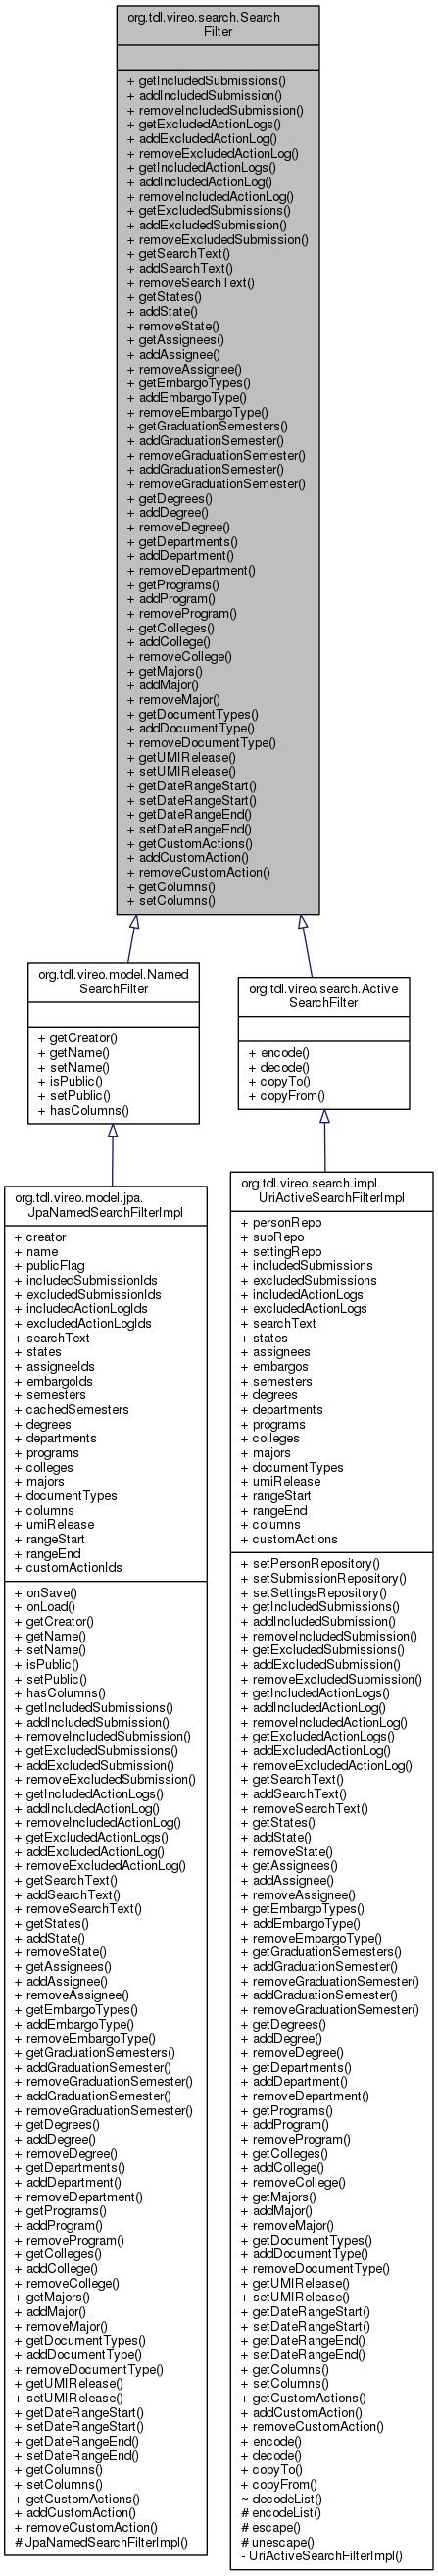 org.tdl.vireo.search.Search
Filter
+ getIncludedSubmissions()
+ addIncludedSubmission()
+ removeIncludedSubmission()
+ getExcludedActionLogs()
+ addExcludedActionLog()
+ removeExcludedActionLog()
+ getIncludedActionLogs()
+ addIncludedActionLog()
+ removeIncludedActionLog()
+ getExcludedSubmissions()
+ addExcludedSubmission()
+ removeExcludedSubmission()
+ getSearchText()
+ addSearchText()
+ removeSearchText()
+ getStates()
+ addState()
+ removeState()
+ getAssignees()
+ addAssignee()
+ removeAssignee()
+ getEmbargoTypes()
+ addEmbargoType()
+ removeEmbargoType()
+ getGraduationSemesters()
+ addGraduationSemester()
+ removeGraduationSemester()
+ addGraduationSemester()
+ removeGraduationSemester()
+ getDegrees()
+ addDegree()
+ removeDegree()
+ getDepartments()
+ addDepartment()
+ removeDepartment()
+ getPrograms()
+ addProgram()
+ removeProgram()
+ getColleges()
+ addCollege()
+ removeCollege()
+ getMajors()
+ addMajor()
+ removeMajor()
+ getDocumentTypes()
+ addDocumentType()
+ removeDocumentType()
+ getUMIRelease()
+ setUMIRelease()
+ getDateRangeStart()
+ setDateRangeStart()
+ getDateRangeEnd()
+ setDateRangeEnd()
+ getCustomActions()
+ addCustomAction()
+ removeCustomAction()
+ getColumns()
+ setColumns()
org.tdl.vireo.model.Named
SearchFilter
+ getCreator()
+ getName()
+ setName()
+ isPublic()
+ setPublic()
+ hasColumns()
org.tdl.vireo.search.Active
SearchFilter
+ encode()
+ decode()
+ copyTo()
+ copyFrom()
org.tdl.vireo.model.jpa.
JpaNamedSearchFilterImpl
+ creator
+ name
+ publicFlag
+ includedSubmissionIds
+ excludedSubmissionIds
+ includedActionLogIds
+ excludedActionLogIds
+ searchText
+ states
+ assigneeIds
+ embargoIds
+ semesters
+ cachedSemesters
+ degrees
+ departments
+ programs
+ colleges
+ majors
+ documentTypes
+ columns
+ umiRelease
+ rangeStart
+ rangeEnd
+ customActionIds
+ onSave()
+ onLoad()
+ getCreator()
+ getName()
+ setName()
+ isPublic()
+ setPublic()
+ hasColumns()
+ getIncludedSubmissions()
+ addIncludedSubmission()
+ removeIncludedSubmission()
+ getExcludedSubmissions()
+ addExcludedSubmission()
+ removeExcludedSubmission()
+ getIncludedActionLogs()
+ addIncludedActionLog()
+ removeIncludedActionLog()
+ getExcludedActionLogs()
+ addExcludedActionLog()
+ removeExcludedActionLog()
+ getSearchText()
+ addSearchText()
+ removeSearchText()
+ getStates()
+ addState()
+ removeState()
+ getAssignees()
+ addAssignee()
+ removeAssignee()
+ getEmbargoTypes()
+ addEmbargoType()
+ removeEmbargoType()
+ getGraduationSemesters()
+ addGraduationSemester()
+ removeGraduationSemester()
+ addGraduationSemester()
+ removeGraduationSemester()
+ getDegrees()
+ addDegree()
+ removeDegree()
+ getDepartments()
+ addDepartment()
+ removeDepartment()
+ getPrograms()
+ addProgram()
+ removeProgram()
+ getColleges()
+ addCollege()
+ removeCollege()
+ getMajors()
+ addMajor()
+ removeMajor()
+ getDocumentTypes()
+ addDocumentType()
+ removeDocumentType()
+ getUMIRelease()
+ setUMIRelease()
+ getDateRangeStart()
+ setDateRangeStart()
+ getDateRangeEnd()
+ setDateRangeEnd()
+ getColumns()
+ setColumns()
+ getCustomActions()
+ addCustomAction()
+ removeCustomAction()
# JpaNamedSearchFilterImpl()
org.tdl.vireo.search.impl.
UriActiveSearchFilterImpl
+ personRepo
+ subRepo
+ settingRepo
+ includedSubmissions
+ excludedSubmissions
+ includedActionLogs
+ excludedActionLogs
+ searchText
+ states
+ assignees
+ embargos
+ semesters
+ degrees
+ departments
+ programs
+ colleges
+ majors
+ documentTypes
+ umiRelease
+ rangeStart
+ rangeEnd
+ columns
+ customActions
+ setPersonRepository()
+ setSubmissionRepository()
+ setSettingsRepository()
+ getIncludedSubmissions()
+ addIncludedSubmission()
+ removeIncludedSubmission()
+ getExcludedSubmissions()
+ addExcludedSubmission()
+ removeExcludedSubmission()
+ getIncludedActionLogs()
+ addIncludedActionLog()
+ removeIncludedActionLog()
+ getExcludedActionLogs()
+ addExcludedActionLog()
+ removeExcludedActionLog()
+ getSearchText()
+ addSearchText()
+ removeSearchText()
+ getStates()
+ addState()
+ removeState()
+ getAssignees()
+ addAssignee()
+ removeAssignee()
+ getEmbargoTypes()
+ addEmbargoType()
+ removeEmbargoType()
+ getGraduationSemesters()
+ addGraduationSemester()
+ removeGraduationSemester()
+ addGraduationSemester()
+ removeGraduationSemester()
+ getDegrees()
+ addDegree()
+ removeDegree()
+ getDepartments()
+ addDepartment()
+ removeDepartment()
+ getPrograms()
+ addProgram()
+ removeProgram()
+ getColleges()
+ addCollege()
+ removeCollege()
+ getMajors()
+ addMajor()
+ removeMajor()
+ getDocumentTypes()
+ addDocumentType()
+ removeDocumentType()
+ getUMIRelease()
+ setUMIRelease()
+ getDateRangeStart()
+ setDateRangeStart()
+ getDateRangeEnd()
+ setDateRangeEnd()
+ getColumns()
+ setColumns()
+ getCustomActions()
+ addCustomAction()
+ removeCustomAction()
+ encode()
+ decode()
+ copyTo()
+ copyFrom()
~ decodeList()
# encodeList()
# escape()
# unescape()
- UriActiveSearchFilterImpl()